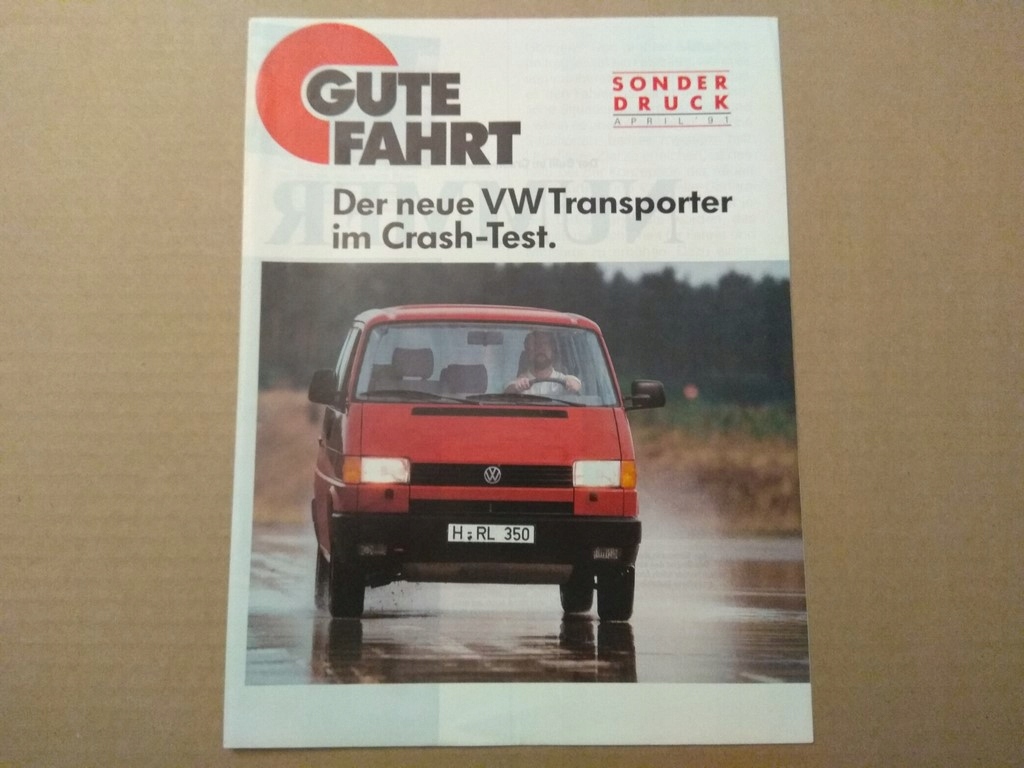 GUTE
FAHRT
SONDER
DRUCK
APRIL '91
Der neue VW Transporter
im Crash-Test.
H RL 350